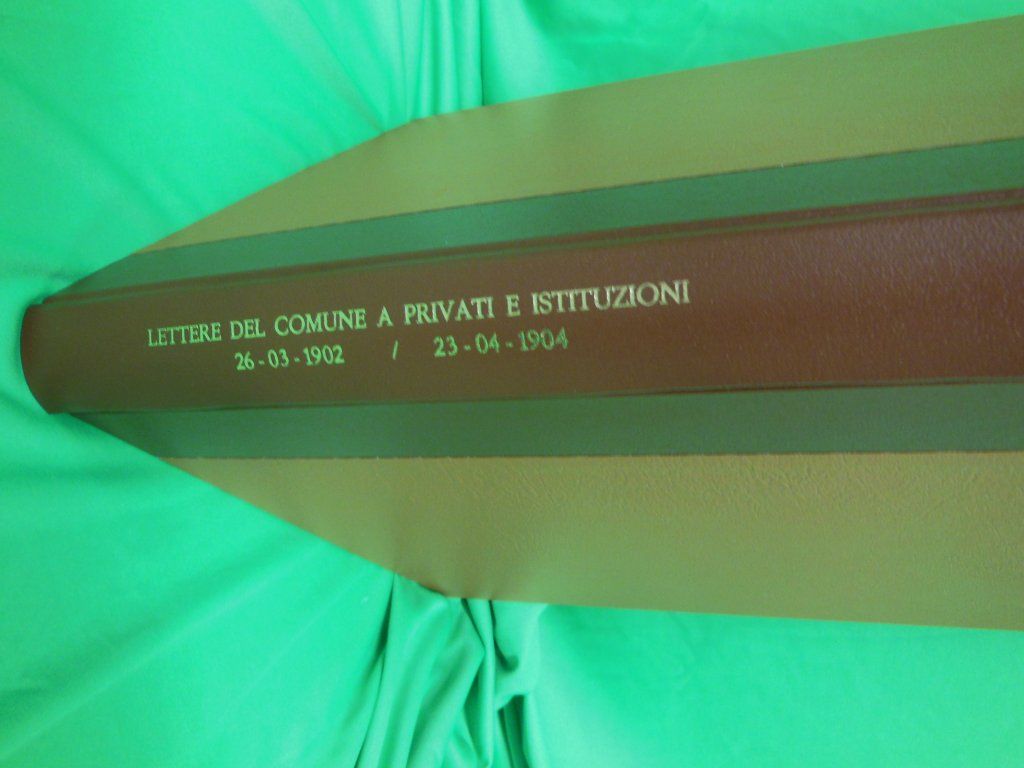 LETTERE DEL COMUNE A PRIVATI E ISTITUZIONI
26-03-1902 / 23-04-1904